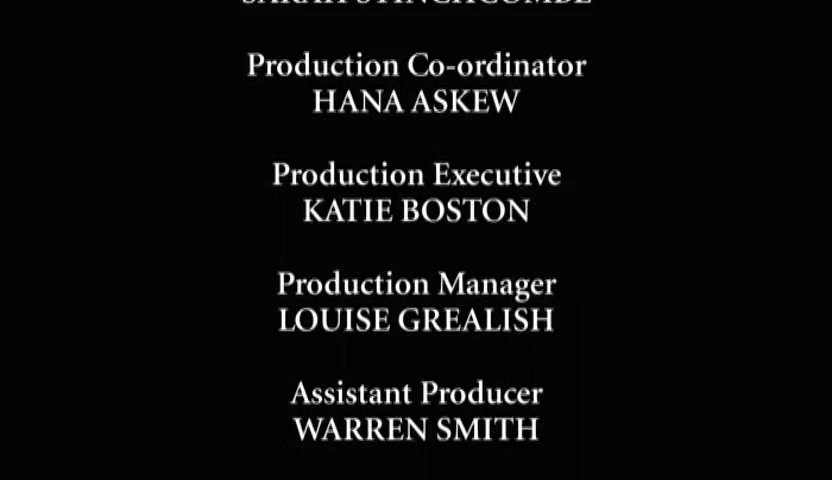 Production Co-ordinator
HANA ASKEW
Production Executive
KATIE BOSTON
Production Manager
LOUISE GREALISH
Assistant Producer
WARREN SMITH